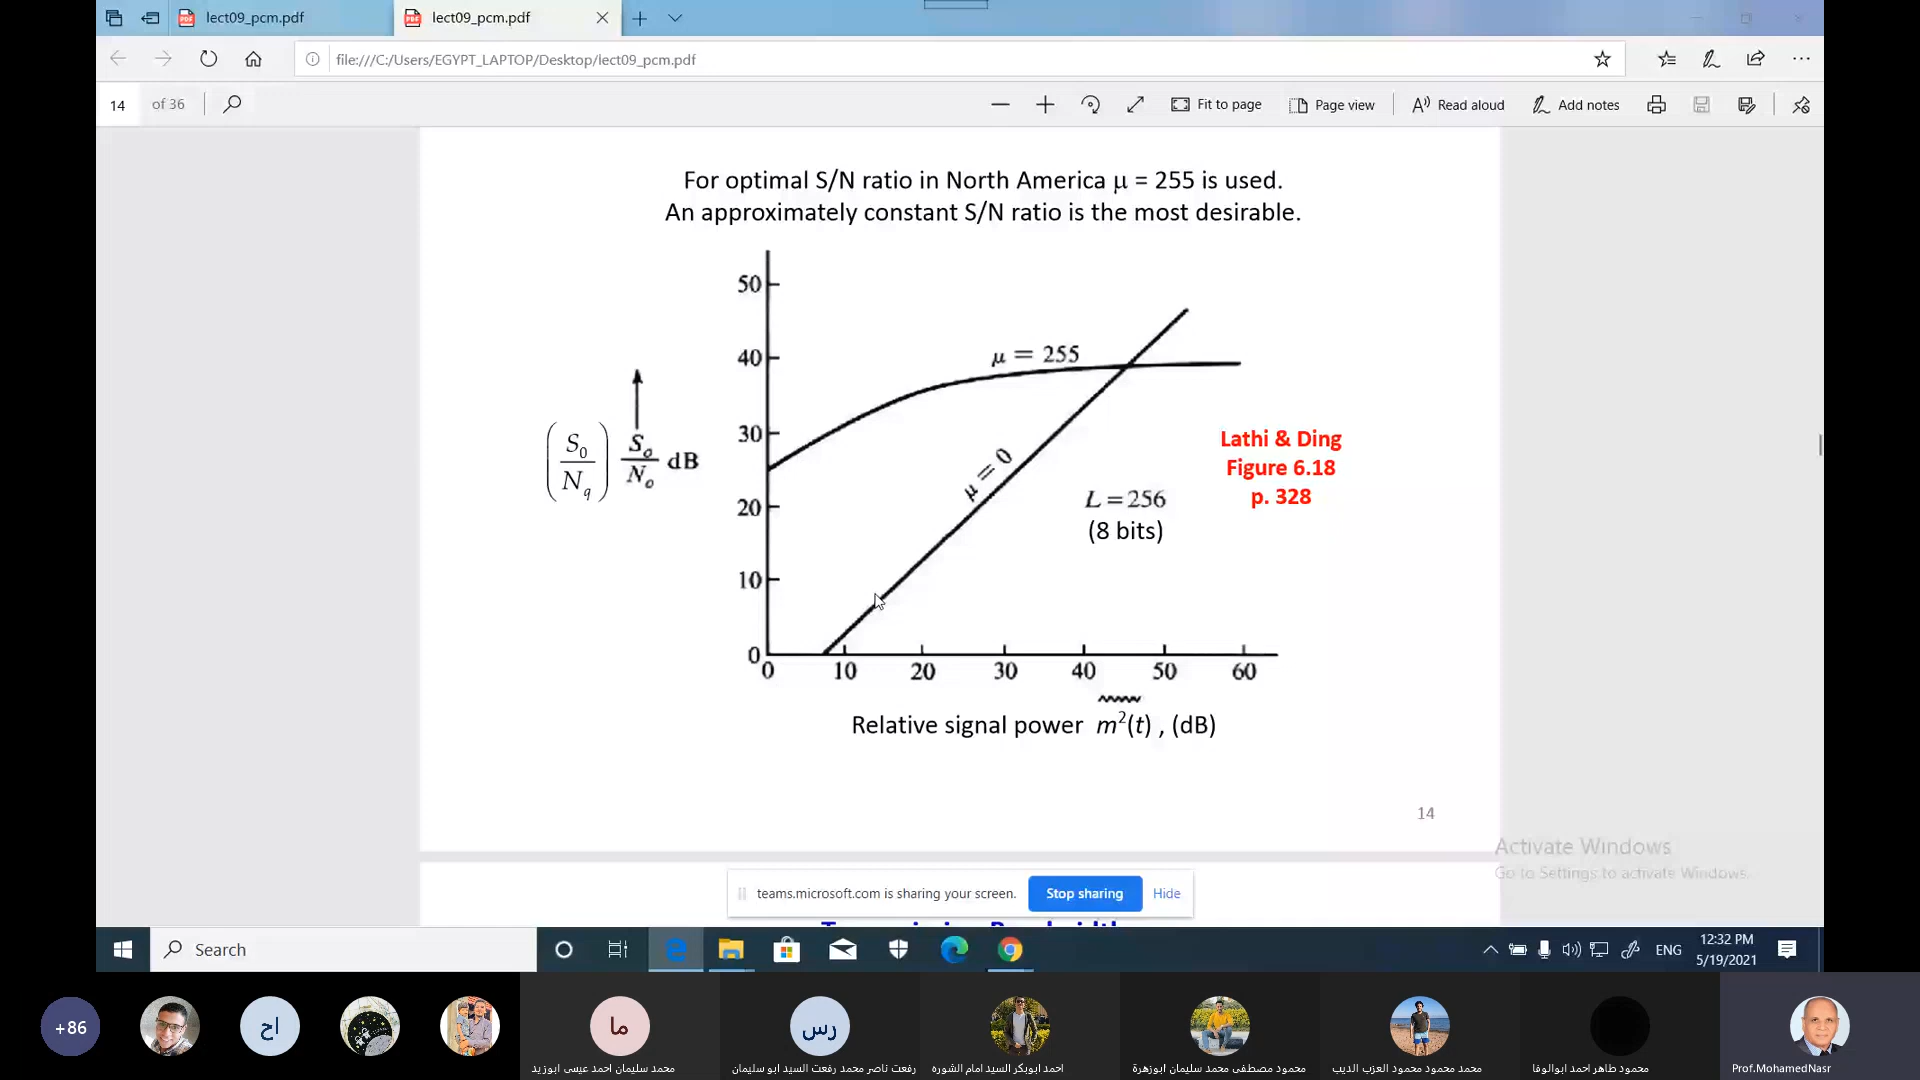 lect09_pcm.pdf
lect09_pcm.pdf
file:///C:/Users/EGYPT_LAPTOP/Desktop/lect09_pcm.pdf
14 of 36
Fit to page
Page view
Read aloud
Add notes
For optimal S/N ratio in North America μ = 255 is used.
An approximately constant S/N ratio is the most desirable.
50
40
30
20
10
0
μ = 255
μ = 0
(S₀/N_q) Sₒ/Nₒ dB
L = 256
(8 bits)
Lathi & Ding
Figure 6.18
p. 328
0 10 20 30 40 50 60
Relative signal power m²(t) , (dB)
14
Activate Windows
Go to Settings to activate Windows.
teams.microsoft.com is sharing your screen.
Stop sharing
Hide
Search
ENG
12:32 PM
5/19/2021
+86
اح
ما
رس
محمد سليمان احمد عيسى ابوزيد
رفعت ناصر محمد رفعت السيد ابو سليمان
احمد ابوبكر السيد امام الشوره
محمود مصطفى محمد سليمان ابوزهرة
محمد محمود محمود العزب الديب
محمود طاهر احمد ابوالوفا
Prof.MohamedNasr